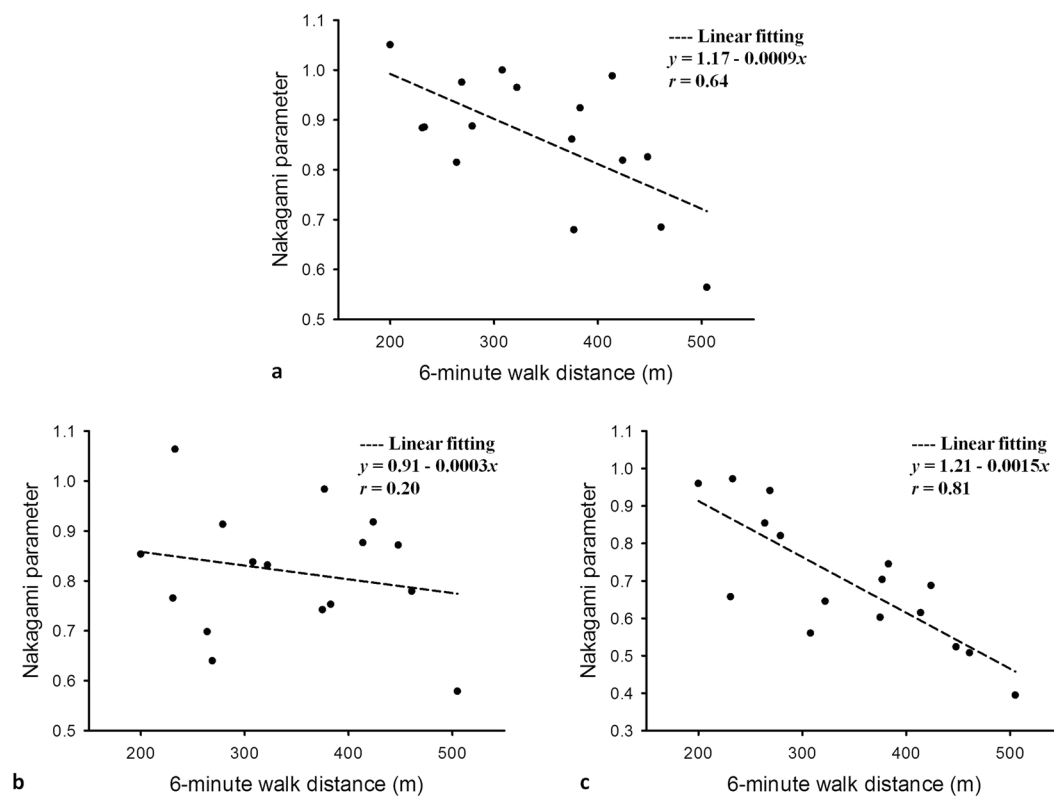 1.1
1.0
0.9
0.8
0.7
0.6
0.5
Nakagami parameter
---- Linear fitting
y = 1.17 - 0.0009x
r = 0.64
200 300 400 500
6-minute walk distance (m)
a
1.1
1.0
0.9
0.8
0.7
0.6
0.5
Nakagami parameter
---- Linear fitting
y = 0.91 - 0.0003x
r = 0.20
200 300 400 500
6-minute walk distance (m)
b
1.1
1.0
0.9
0.8
0.7
0.6
0.5
0.4
0.3
Nakagami parameter
---- Linear fitting
y = 1.21 - 0.0015x
r = 0.81
200 300 400 500
6-minute walk distance (m)
c